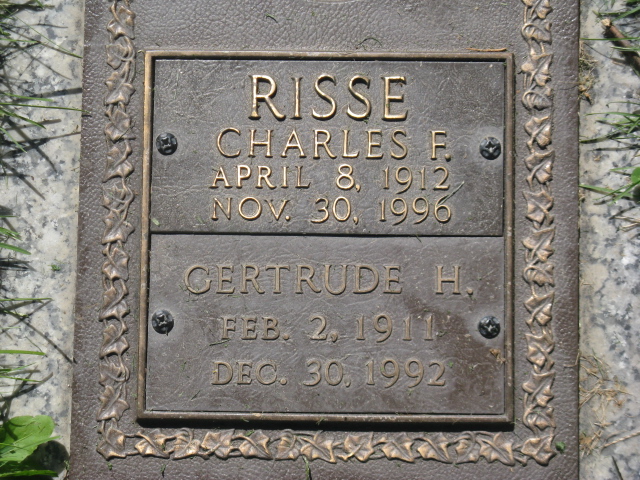 RISSE
CHARLES F.
APRIL 8, 1912
NOV. 30, 1996
GERTRUDE H.
FEB. 2, 1911
DEC. 30, 1992